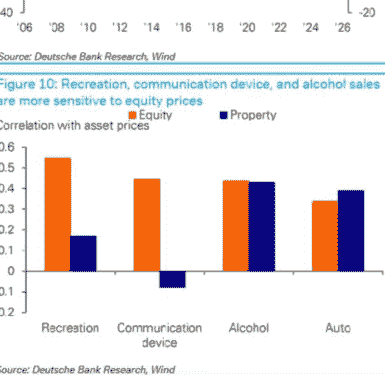 40
-20
'06 '08 '10 '12 '14 '16 '18 '20 '22 '24 '26
Source: Deutsche Bank Research, Wind
Figure 10: Recreation, communication device, and alcohol sales
are more sensitive to equity prices
Equity Property
Correlation with asset prices
0.6
0.5
0.4
0.3
0.2
0.1
0
0.1
0.2
Recreation Communication device Alcohol Auto
Source: Deutsche Bank Research, Wind